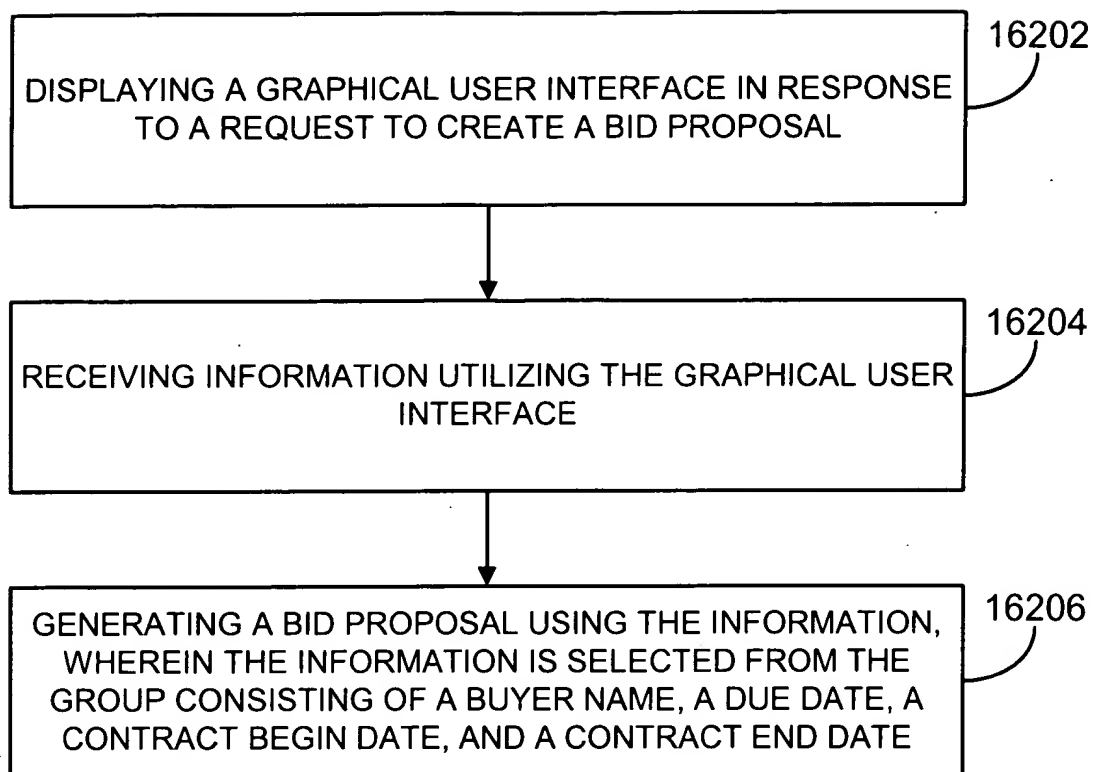 16202
DISPLAYING A GRAPHICAL USER INTERFACE IN RESPONSE
TO A REQUEST TO CREATE A BID PROPOSAL
16204
RECEIVING INFORMATION UTILIZING THE GRAPHICAL USER
INTERFACE
16206
GENERATING A BID PROPOSAL USING THE INFORMATION,
WHEREIN THE INFORMATION IS SELECTED FROM THE
GROUP CONSISTING OF A BUYER NAME, A DUE DATE, A
CONTRACT BEGIN DATE, AND A CONTRACT END DATE